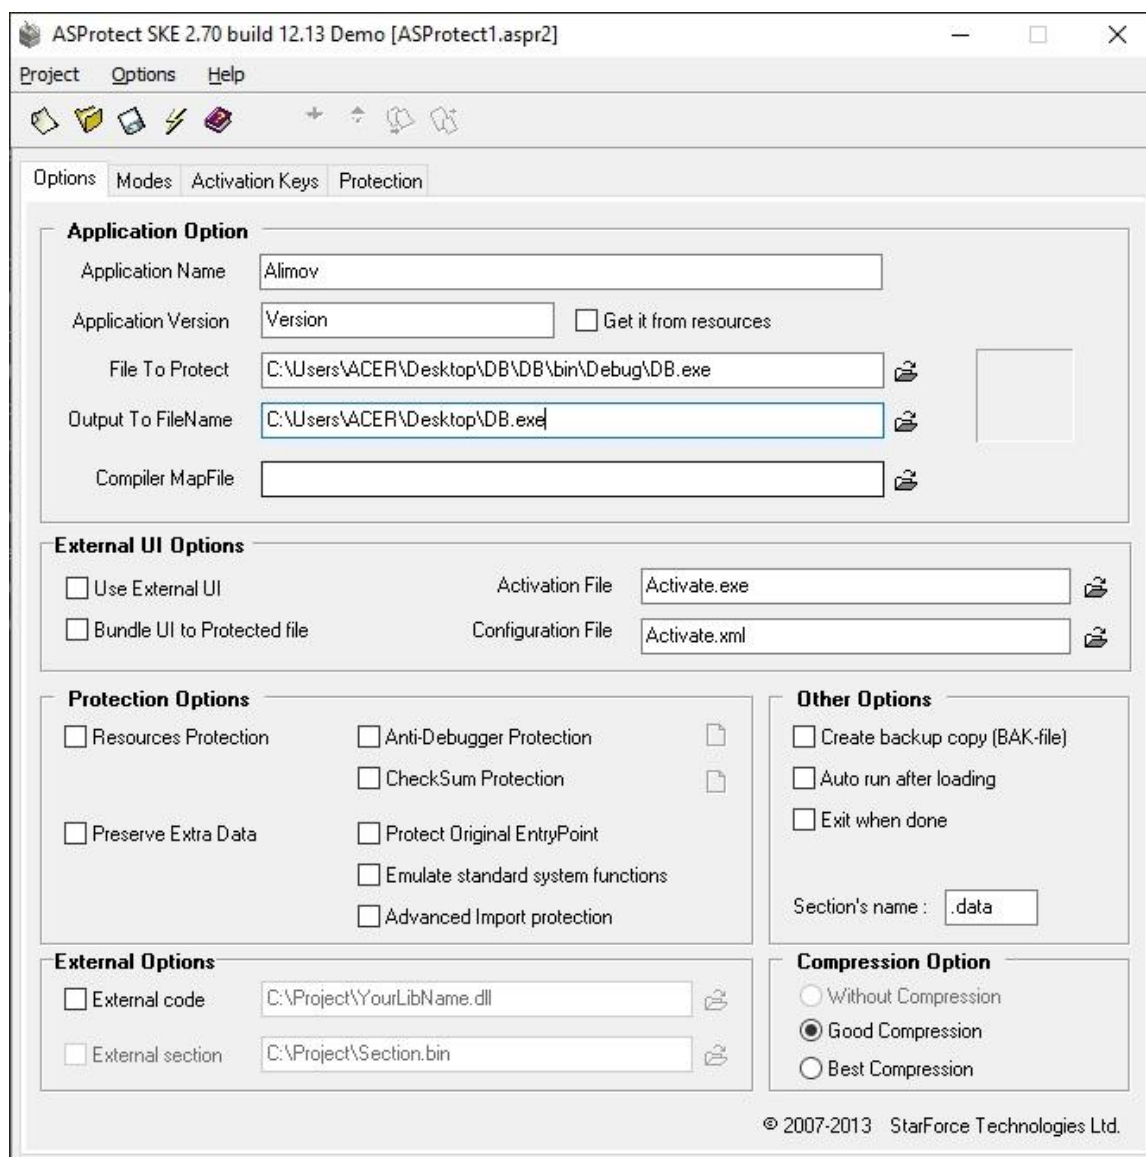 ASProtect SKE 2.70 build 12.13 Demo [ASProtect1.aspr2]
Project Options Help
Options Modes Activation Keys Protection
Application Option
Application Name Alimov
Application Version Version Get it from resources
File To Protect C:\Users\ACER\Desktop\DB\DB\bin\Debug\DB.exe
Output To FileName C:\Users\ACER\Desktop\DB.exe
Compiler MapFile
External UI Options
Use External UI Activation File Activate.exe
Bundle UI to Protected file Configuration File Activate.xml
Protection Options
Resources Protection Anti-Debugger Protection
CheckSum Protection
Preserve Extra Data Protect Original EntryPoint
Emulate standard system functions
Advanced Import protection
Other Options
Create backup copy (BAK-file)
Auto run after loading
Exit when done
Section's name : .data
External Options
External code C:\Project\YourLibName.dll
External section C:\Project\Section.bin
Compression Option
Without Compression
Good Compression
Best Compression
© 2007-2013 StarForce Technologies Ltd.